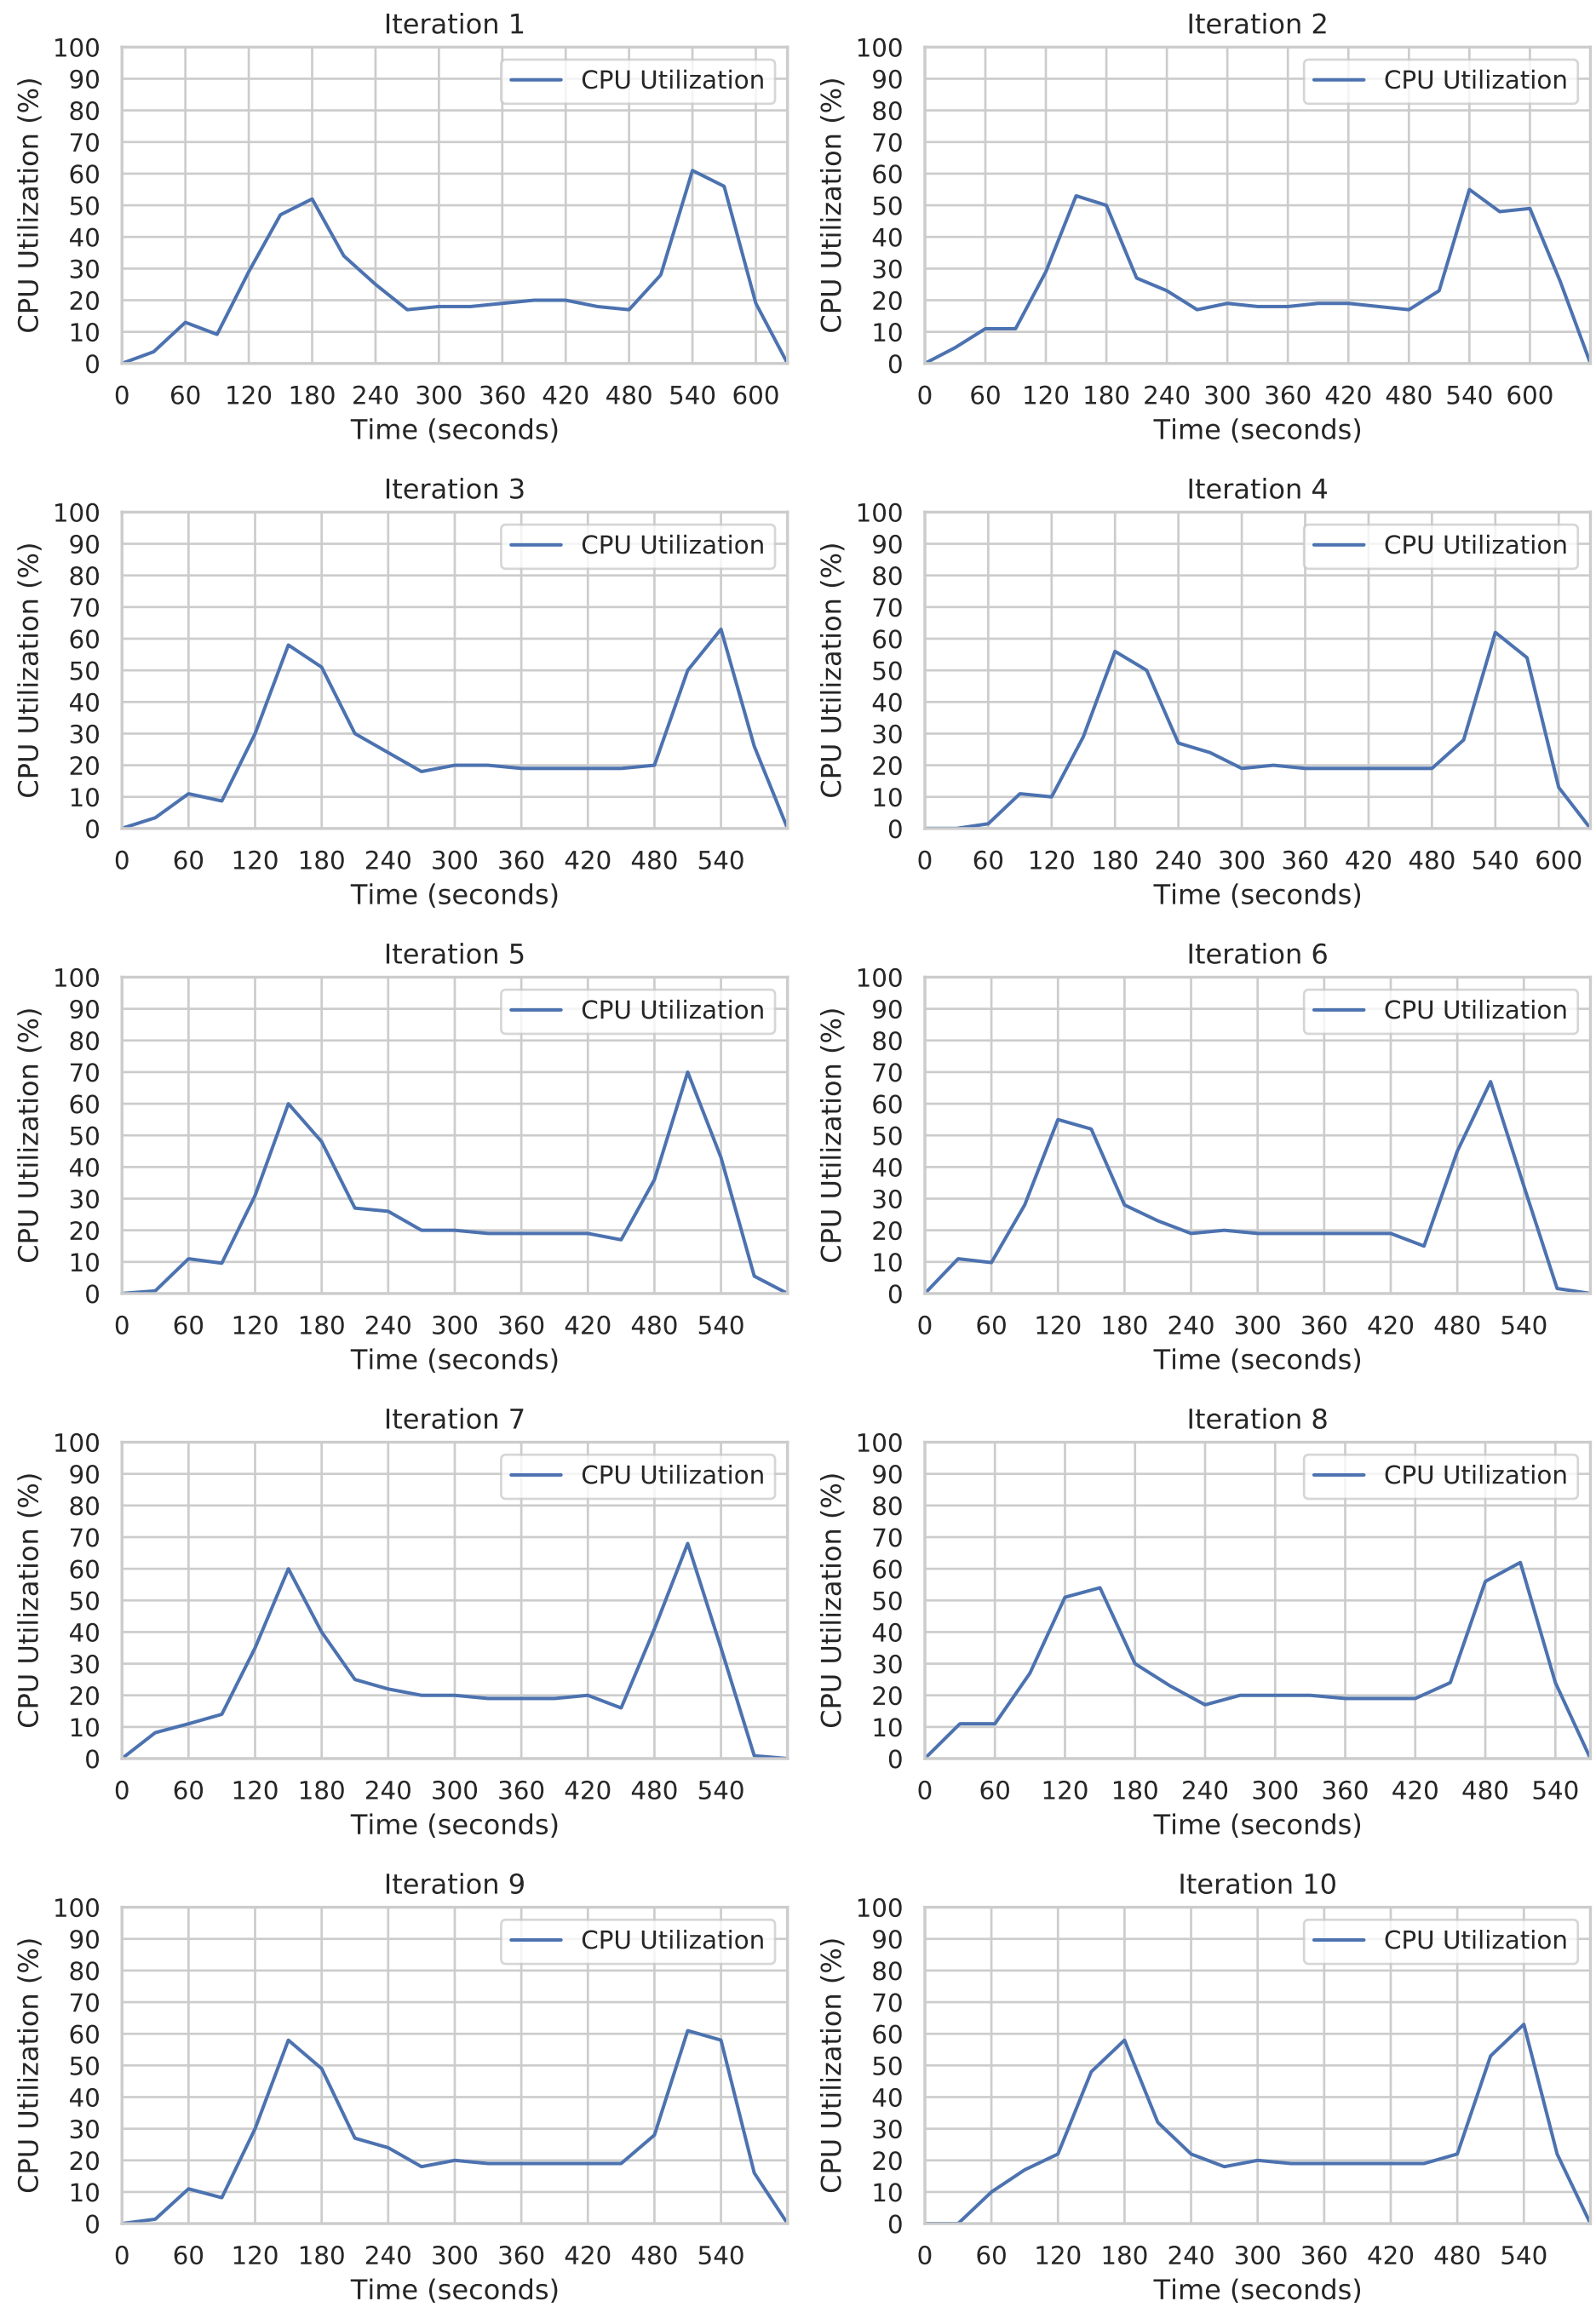 Iteration 1
CPU Utilization (%)
100
90
80
70
60
50
40
30
20
10
0
CPU Utilization
0 60 120 180 240 300 360 420 480 540 600
Time (seconds)
Iteration 2
CPU Utilization (%)
100
90
80
70
60
50
40
30
20
10
0
CPU Utilization
0 60 120 180 240 300 360 420 480 540 600
Time (seconds)
Iteration 3
CPU Utilization (%)
100
90
80
70
60
50
40
30
20
10
0
CPU Utilization
0 60 120 180 240 300 360 420 480 540
Time (seconds)
Iteration 4
CPU Utilization (%)
100
90
80
70
60
50
40
30
20
10
0
CPU Utilization
0 60 120 180 240 300 360 420 480 540 600
Time (seconds)
Iteration 5
CPU Utilization (%)
100
90
80
70
60
50
40
30
20
10
0
CPU Utilization
0 60 120 180 240 300 360 420 480 540
Time (seconds)
Iteration 6
CPU Utilization (%)
100
90
80
70
60
50
40
30
20
10
0
CPU Utilization
0 60 120 180 240 300 360 420 480 540
Time (seconds)
Iteration 7
CPU Utilization (%)
100
90
80
70
60
50
40
30
20
10
0
CPU Utilization
0 60 120 180 240 300 360 420 480 540
Time (seconds)
Iteration 8
CPU Utilization (%)
100
90
80
70
60
50
40
30
20
10
0
CPU Utilization
0 60 120 180 240 300 360 420 480 540
Time (seconds)
Iteration 9
CPU Utilization (%)
100
90
80
70
60
50
40
30
20
10
0
CPU Utilization
0 60 120 180 240 300 360 420 480 540
Time (seconds)
Iteration 10
CPU Utilization (%)
100
90
80
70
60
50
40
30
20
10
0
CPU Utilization
0 60 120 180 240 300 360 420 480 540
Time (seconds)